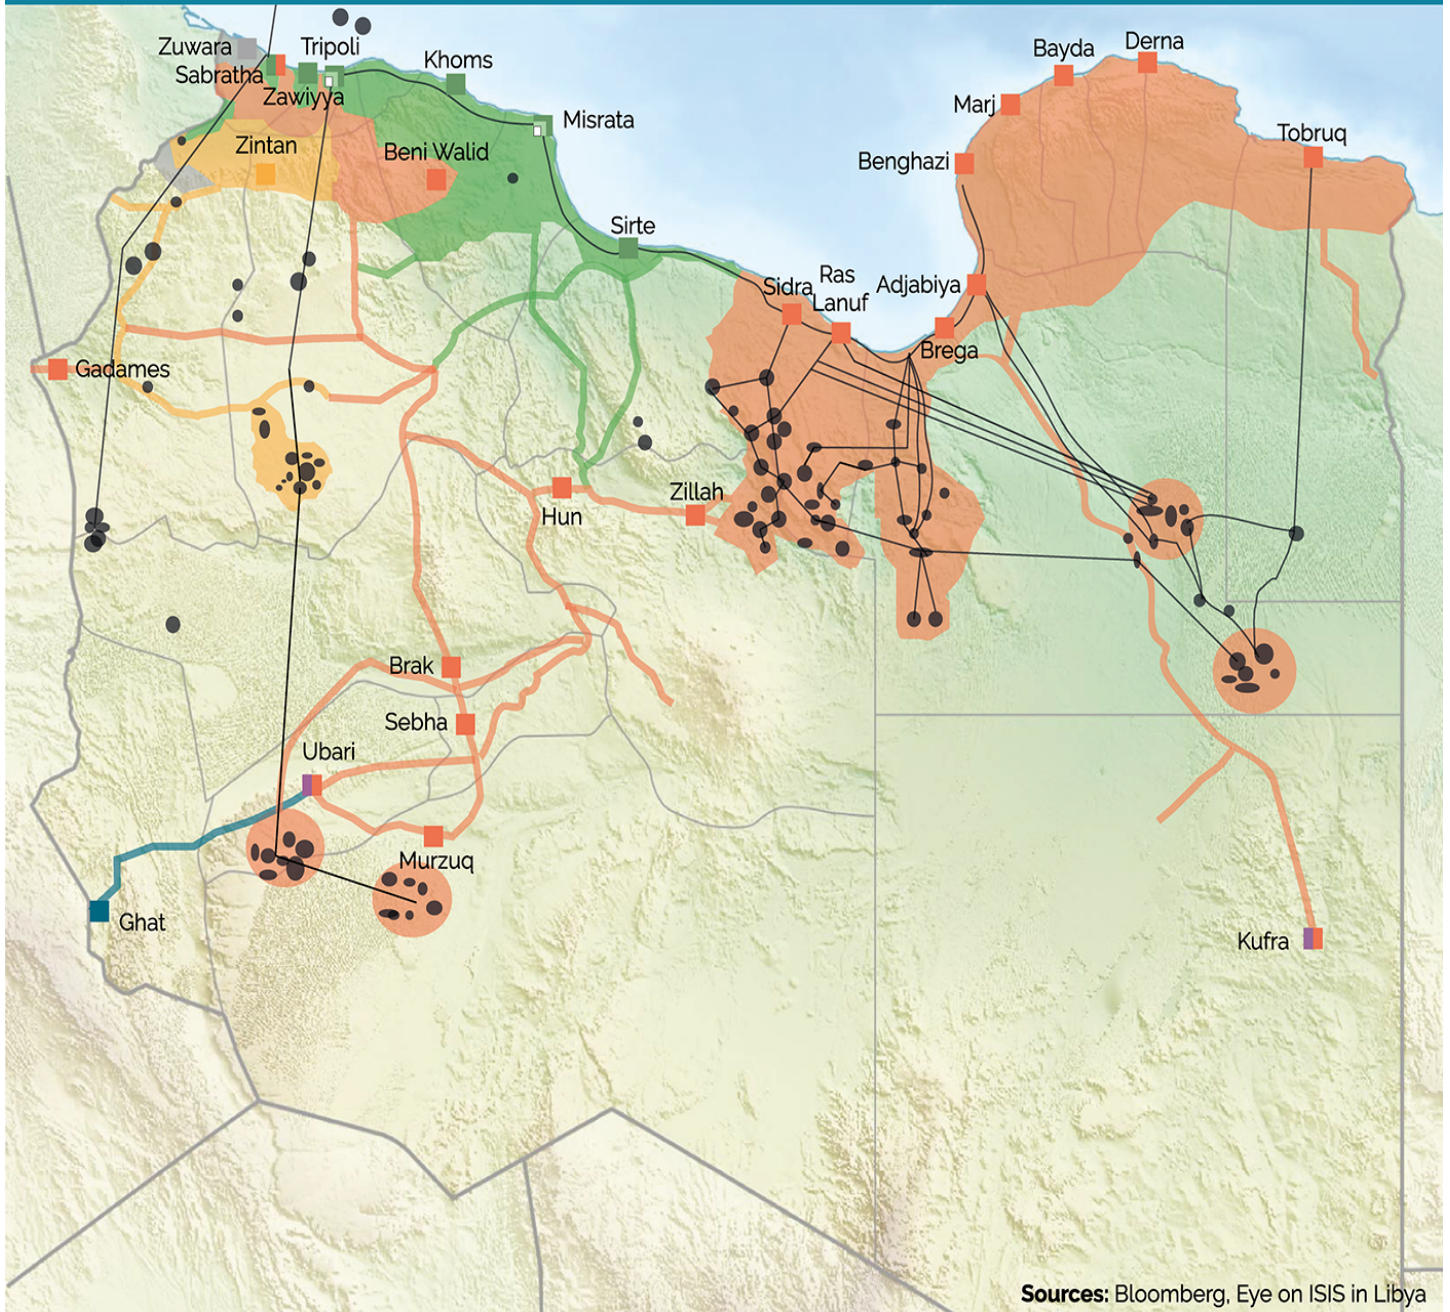 Zuwara
Tripoli
Sabratha
Khoms
Zawiyya
Misrata
Zintan
Beni Walid
Bayda
Derna
Marj
Tobruq
Benghazi
Sirte
Sidra
Ras
Lanuf
Adjabiya
Brega
Gadames
Hun
Zillah
Brak
Sebha
Ubari
Murzuq
Ghat
Kufra
Sources: Bloomberg, Eye on ISIS in Libya